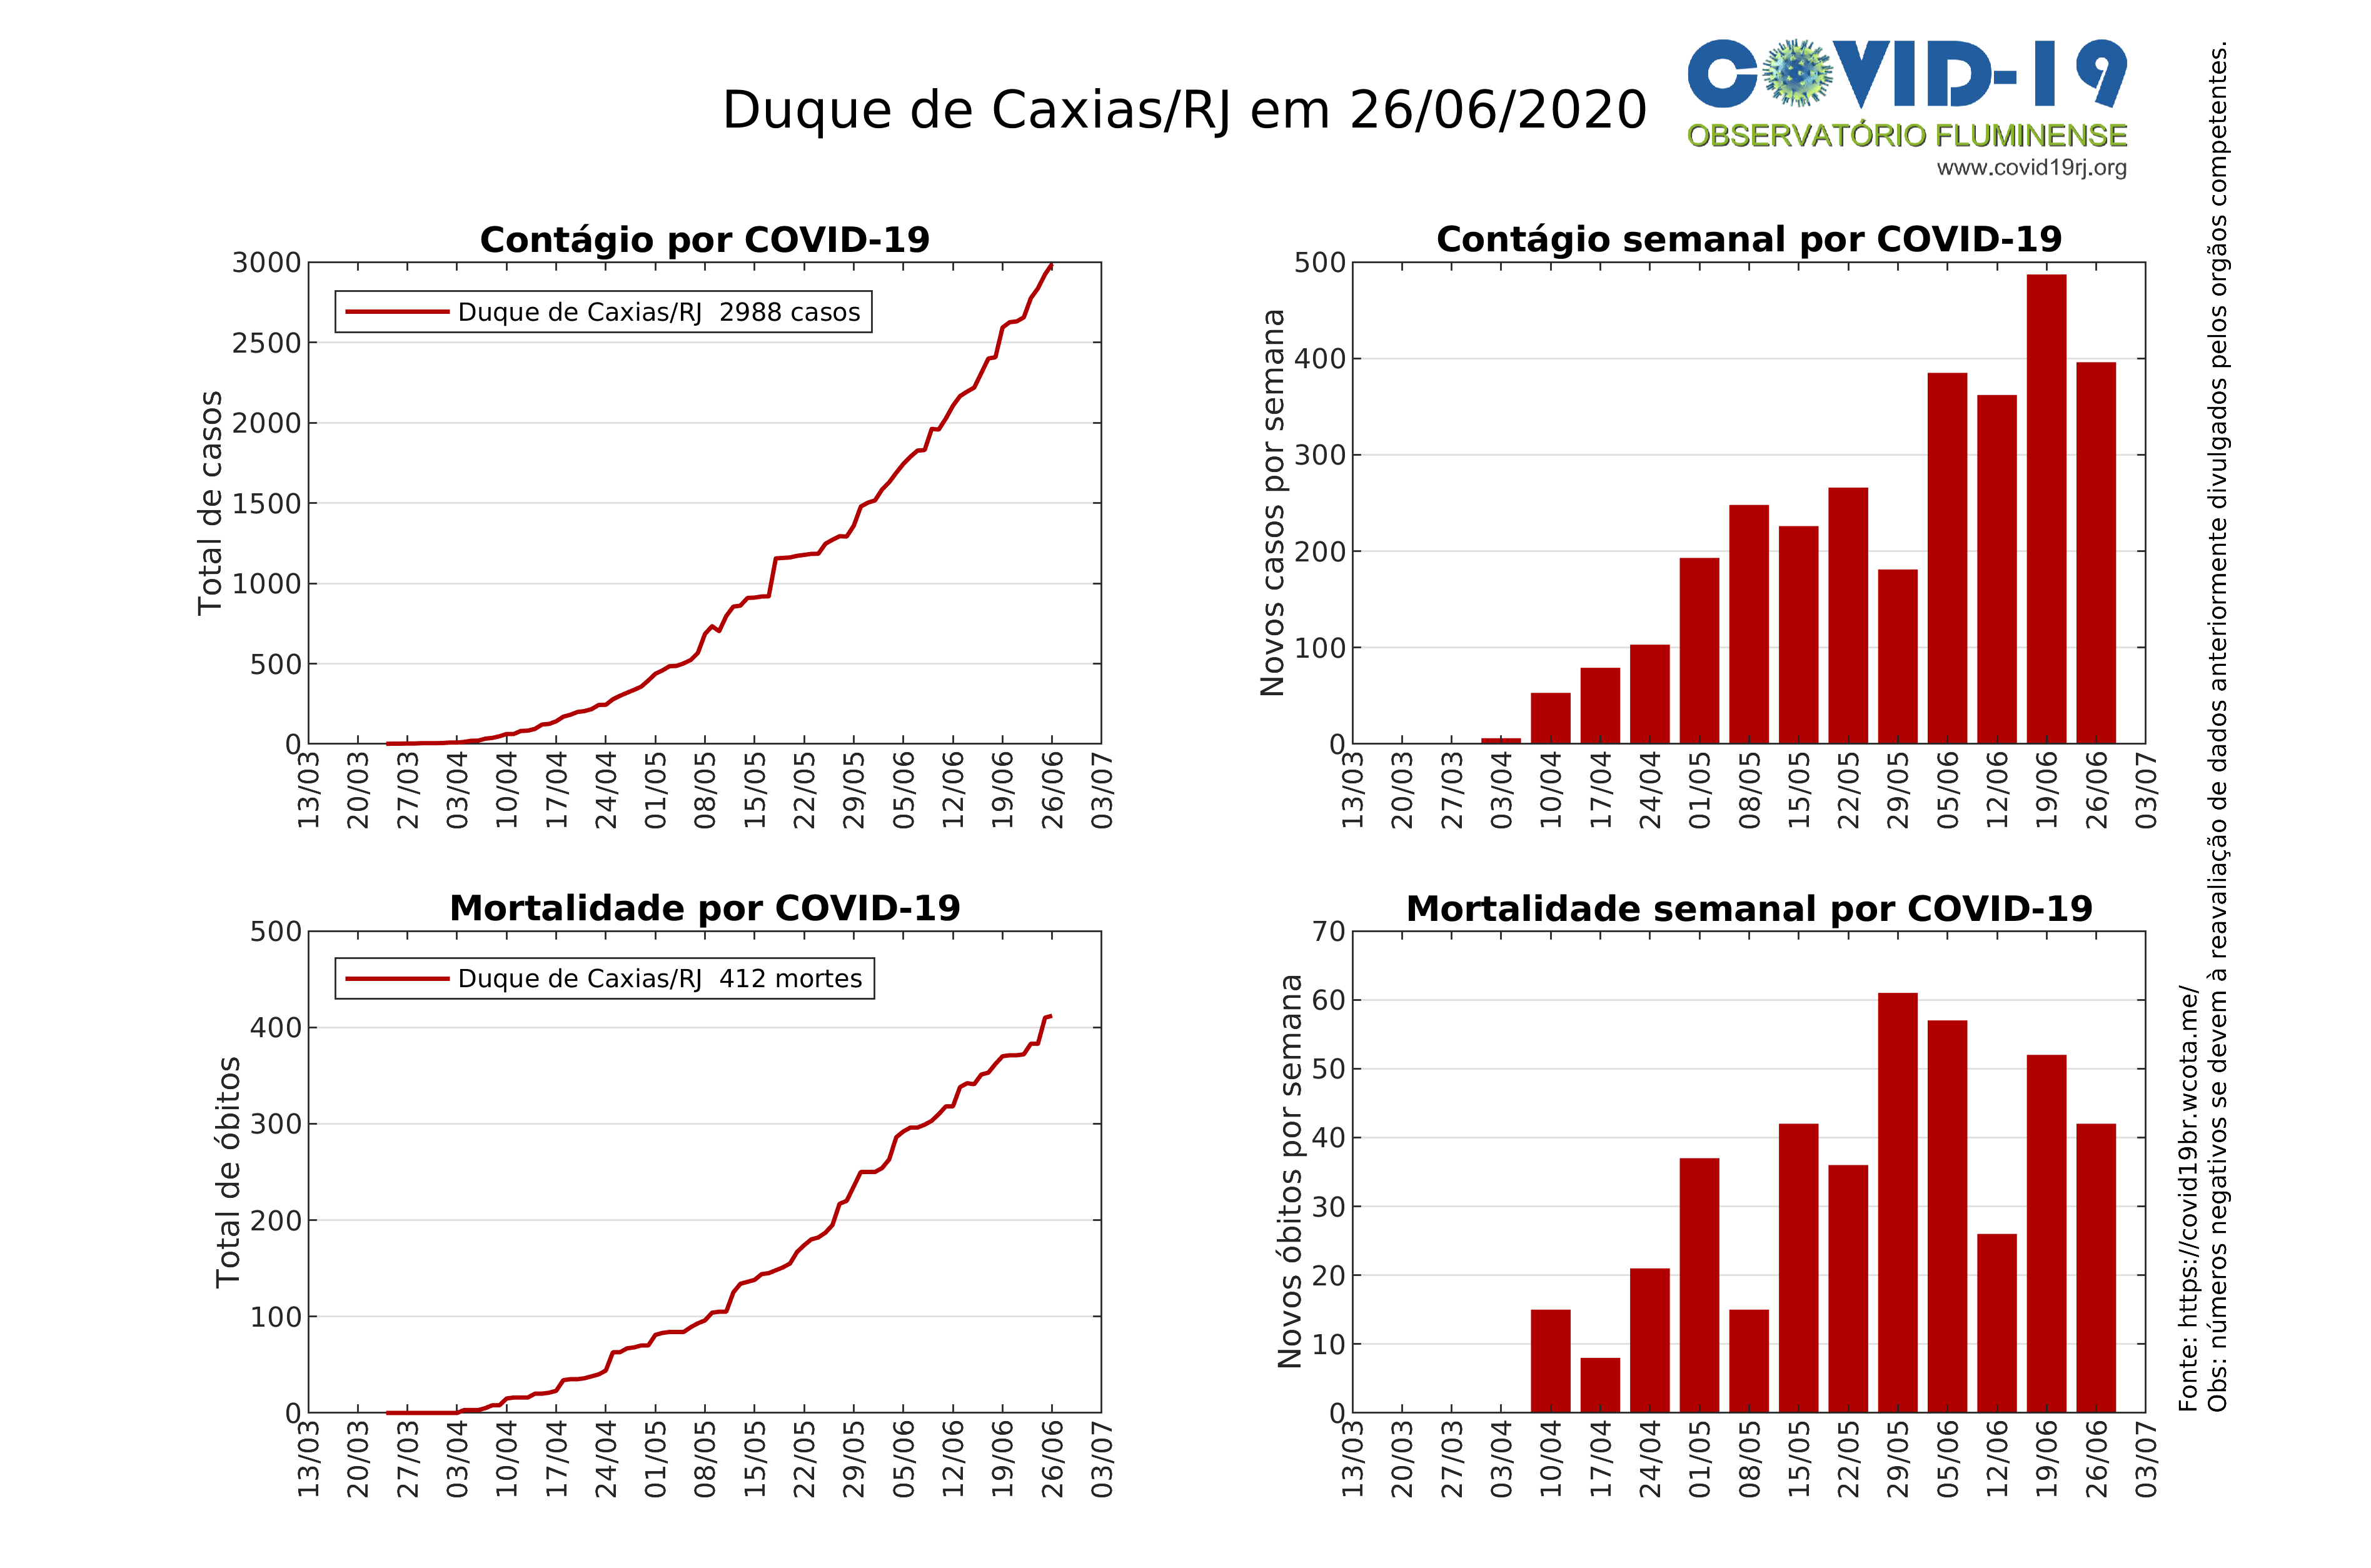 Duque de Caxias/RJ em 26/06/2020
COVID-19
OBSERVATÓRIO FLUMINENSE
www.covid19rj.org
Contágio por COVID-19
Total de casos
3000
2500
2000
1500
1000
500
0
Duque de Caxias/RJ 2988 casos
13/03 20/03 27/03 03/04 10/04 17/04 24/04 01/05 08/05 15/05 22/05 29/05 05/06 12/06 19/06 26/06 03/07
Contágio semanal por COVID-19
Novos casos por semana
500
400
300
200
100
0
13/03 20/03 27/03 03/04 10/04 17/04 24/04 01/05 08/05 15/05 22/05 29/05 05/06 12/06 19/06 26/06 03/07
Mortalidade por COVID-19
Total de óbitos
500
400
300
200
100
0
Duque de Caxias/RJ 412 mortes
13/03 20/03 27/03 03/04 10/04 17/04 24/04 01/05 08/05 15/05 22/05 29/05 05/06 12/06 19/06 26/06 03/07
Mortalidade semanal por COVID-19
Novos óbitos por semana
70
60
50
40
30
20
10
0
13/03 20/03 27/03 03/04 10/04 17/04 24/04 01/05 08/05 15/05 22/05 29/05 05/06 12/06 19/06 26/06 03/07
Fonte: https://covid19br.wcota.me/
Obs: números negativos se devem à reavaliação de dados anteriormente divulgados pelos orgãos competentes.